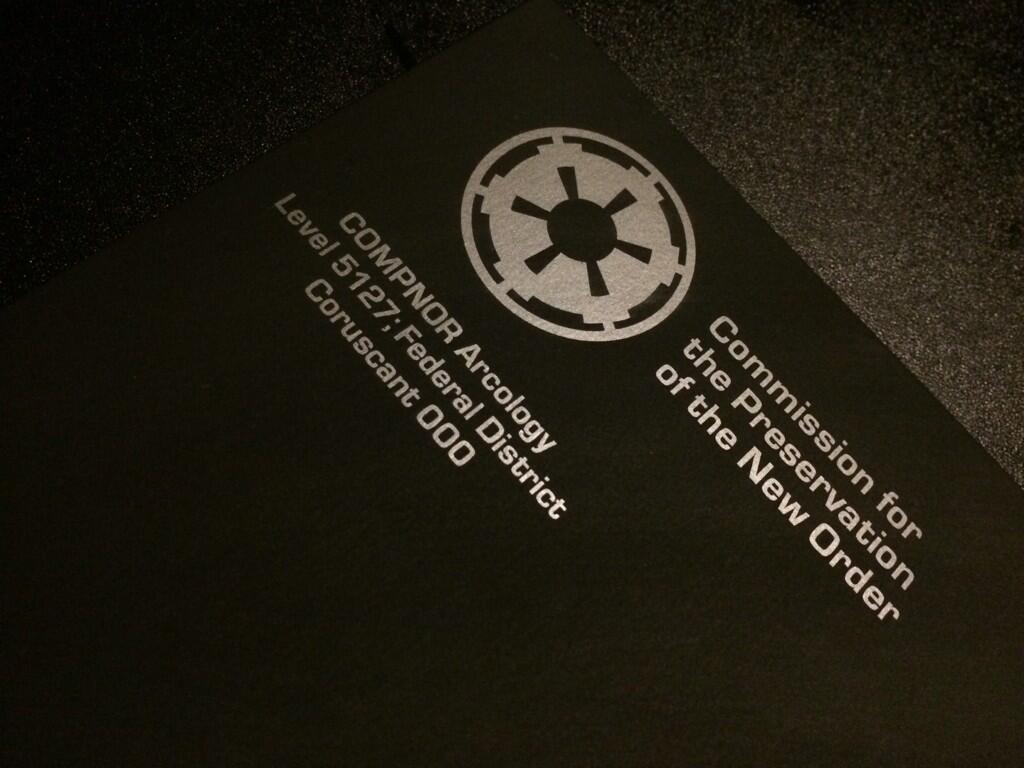 Commission for
the Preservation
of the New Order
COMPNOR Arcology
Level 5127, Federal District
Coruscant 000